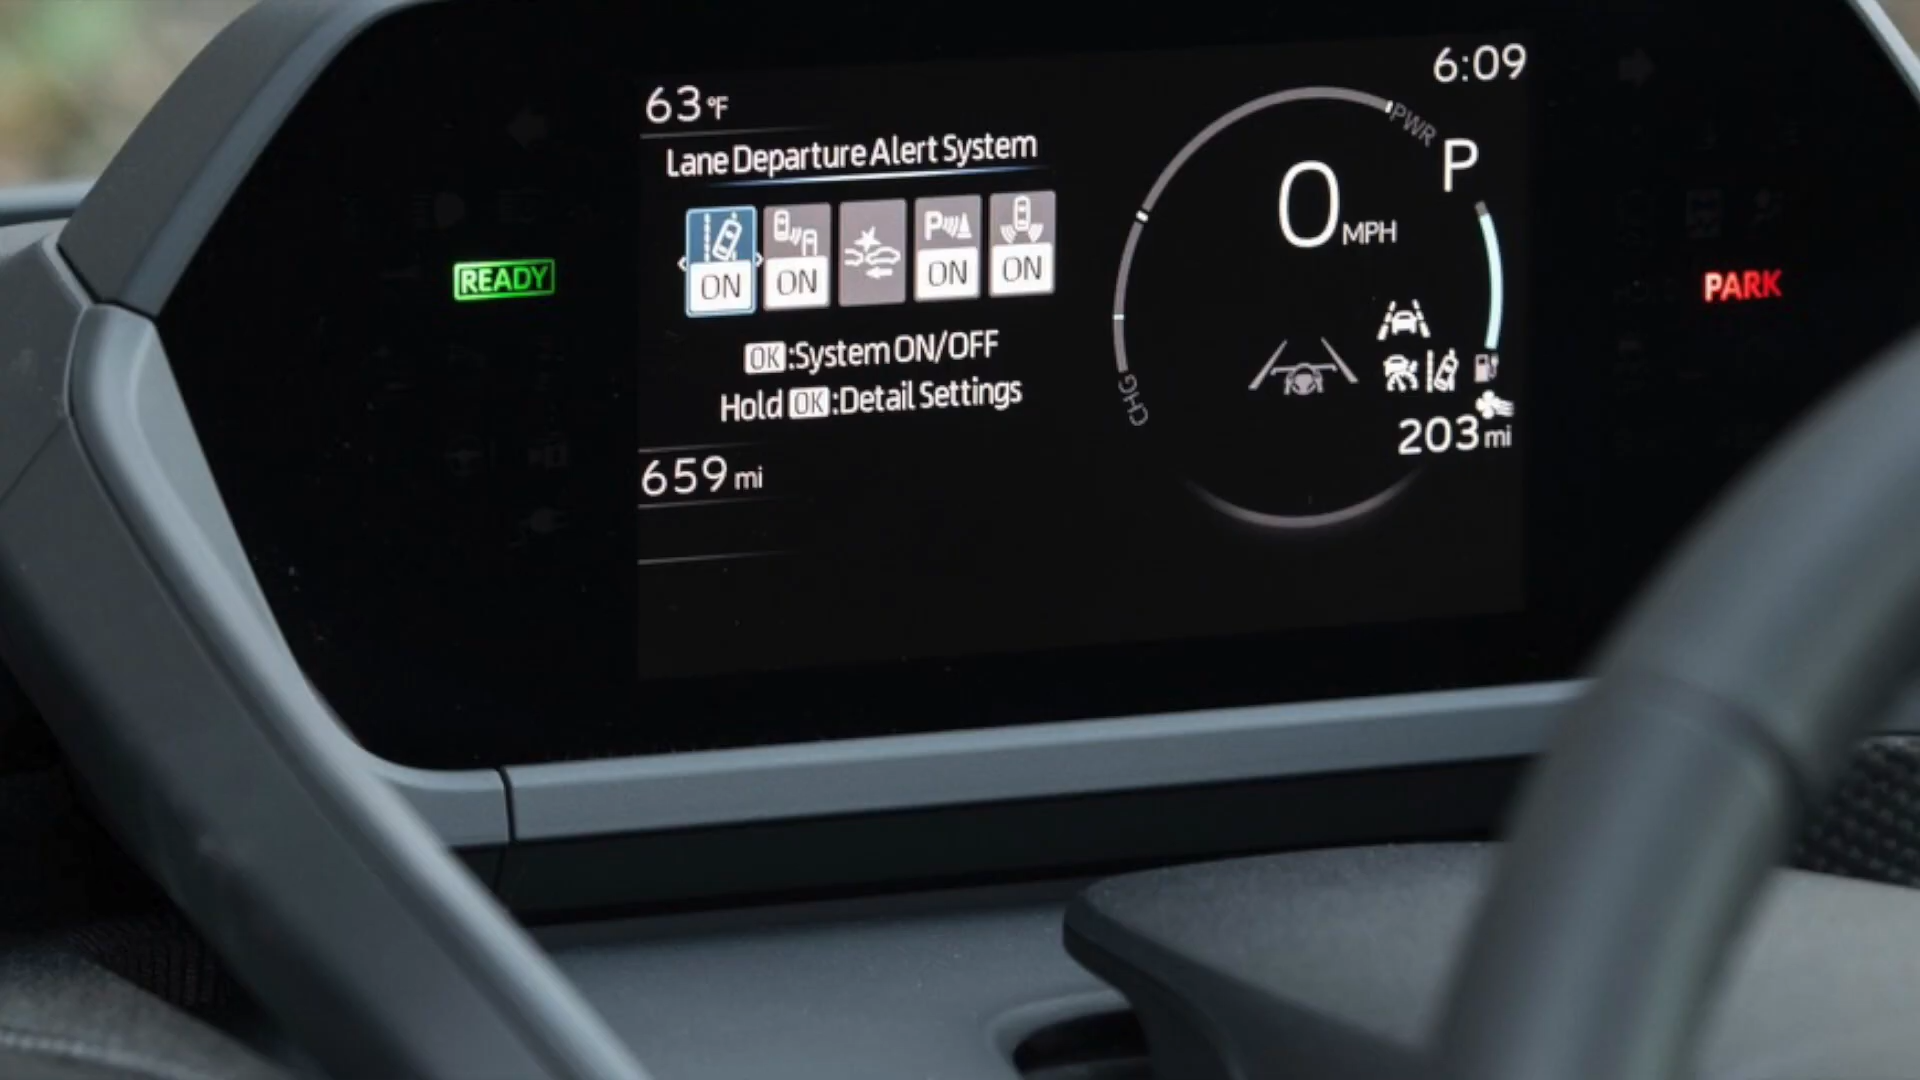 6:09
63°F
PWR
Lane Departure Alert System
P
0 MPH
ON ON P ON ON
READY
PARK
OK:System ON/OFF
Hold OK:Detail Settings
CHG
203 mi
659 mi